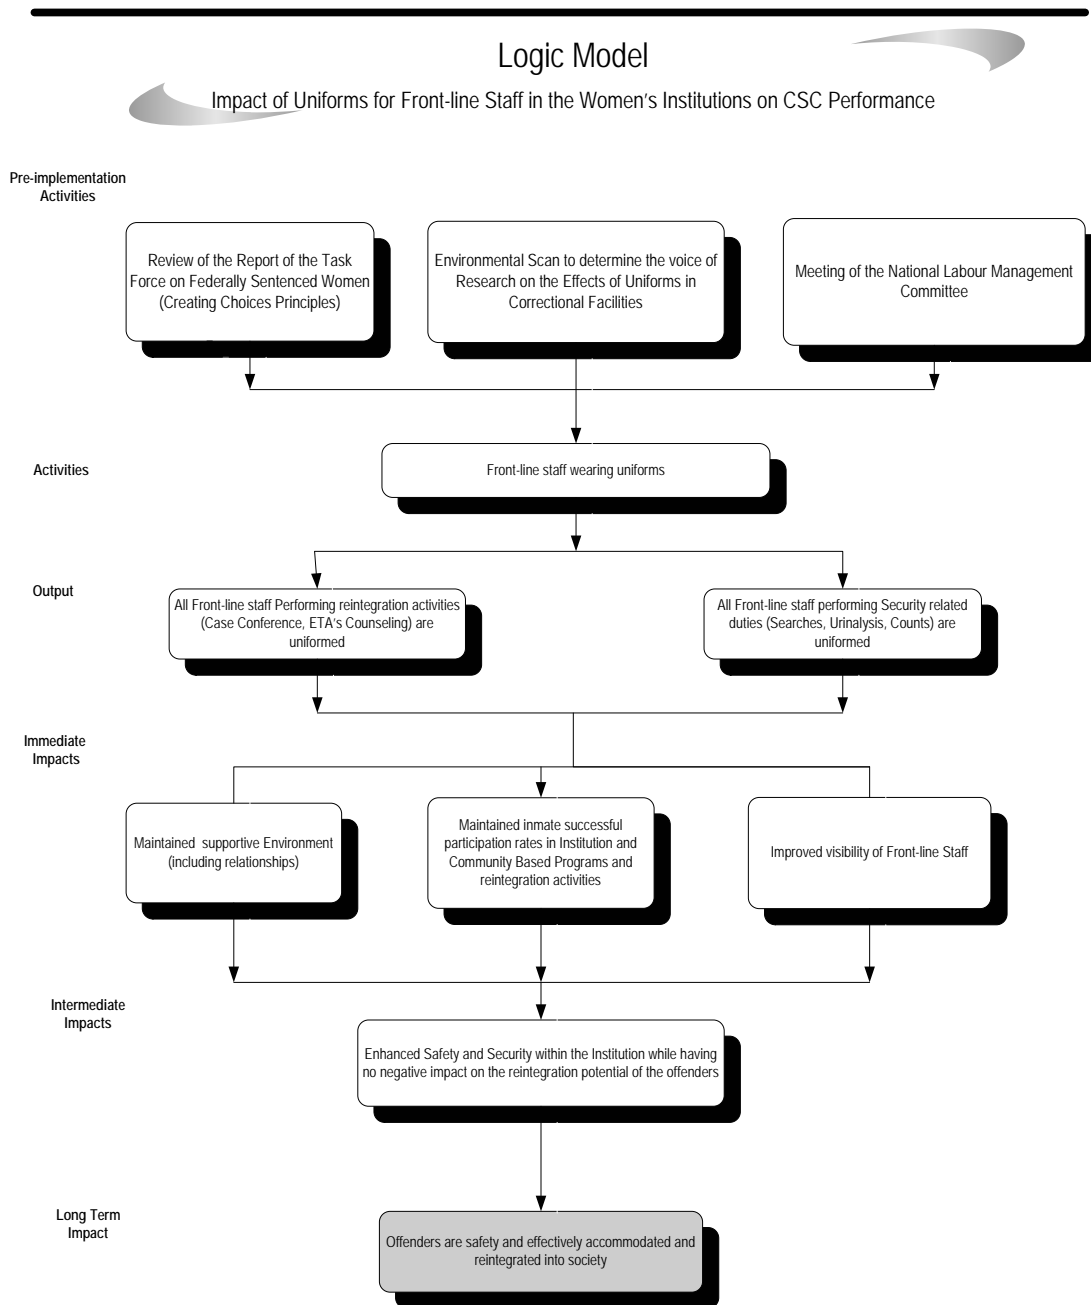 Logic Model
Impact of Uniforms for Front-line Staff in the Women's Institutions on CSC Performance
Pre-implementation
Activities
Review of the Report of the Task
Force on Federally Sentenced Women
(Creating Choices Principles)
Environmental Scan to determine the voice of
Research on the Effects of Uniforms in
Correctional Facilities
Meeting of the National Labour Management
Committee
Activities
Front-line staff wearing uniforms
Output
All Front-line staff Performing reintegration activities
(Case Conference, ETA's Counseling) are
uniformed
All Front-line staff performing Security related
duties (Searches, Urinalysis, Counts) are
uniformed
Immediate
Impacts
Maintained supportive Environment
(including relationships)
Maintained inmate successful
participation rates in Institution and
Community Based Programs and
reintegration activities
Improved visibility of Front-line Staff
Intermediate
Impacts
Enhanced Safety and Security within the Institution while having
no negative impact on the reintegration potential of the offenders
Long Term
Impact
Offenders are safety and effectively accommodated and
reintegrated into society